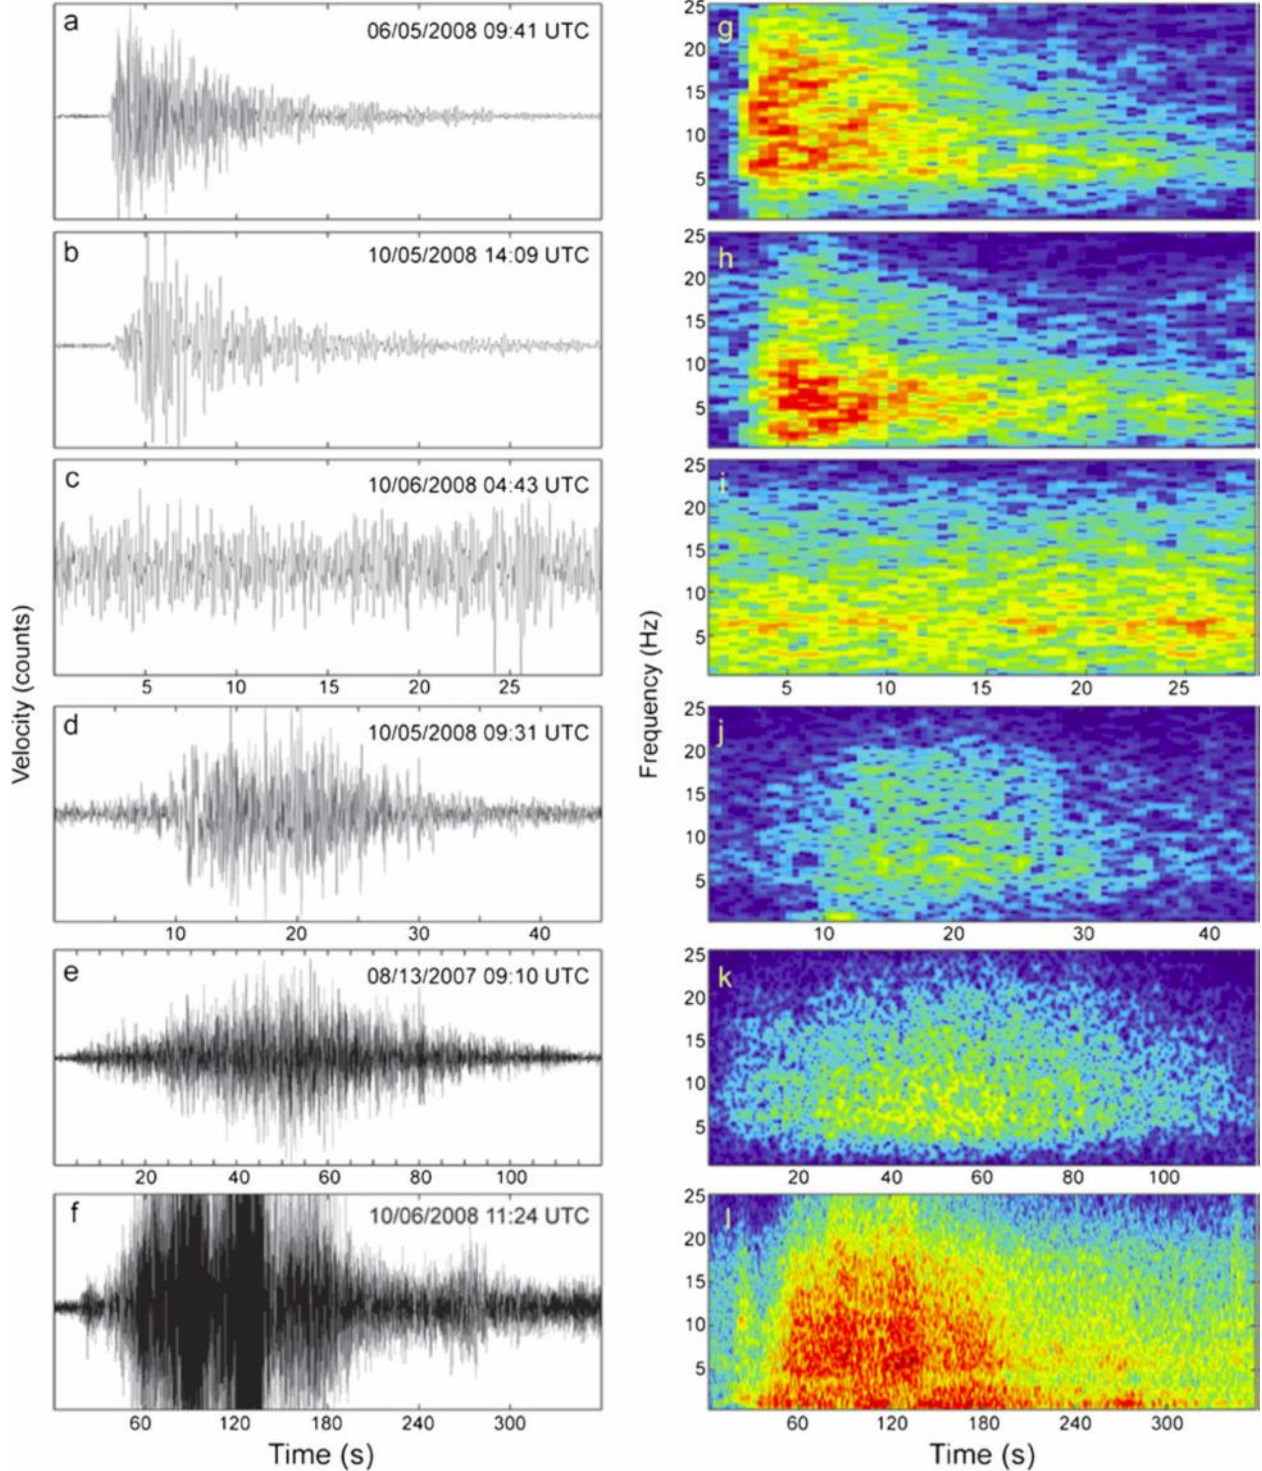 a
06/05/2008 09:41 UTC
25
g
20
15
10
5
b
10/05/2008 14:09 UTC
25
h
20
15
10
5
c
10/06/2008 04:43 UTC
25
i
20
15
10
5
5 10 15 20 25
5 10 15 20 25
Velocity (counts)
Frequency (Hz)
d
10/05/2008 09:31 UTC
25
j
20
15
10
5
10 20 30 40
10 20 30 40
e
08/13/2007 09:10 UTC
25
k
20
15
10
5
20 40 60 80 100
20 40 60 80 100
f
10/06/2008 11:24 UTC
25
l
20
15
10
5
60 120 180 240 300
60 120 180 240 300
Time (s)
Time (s)